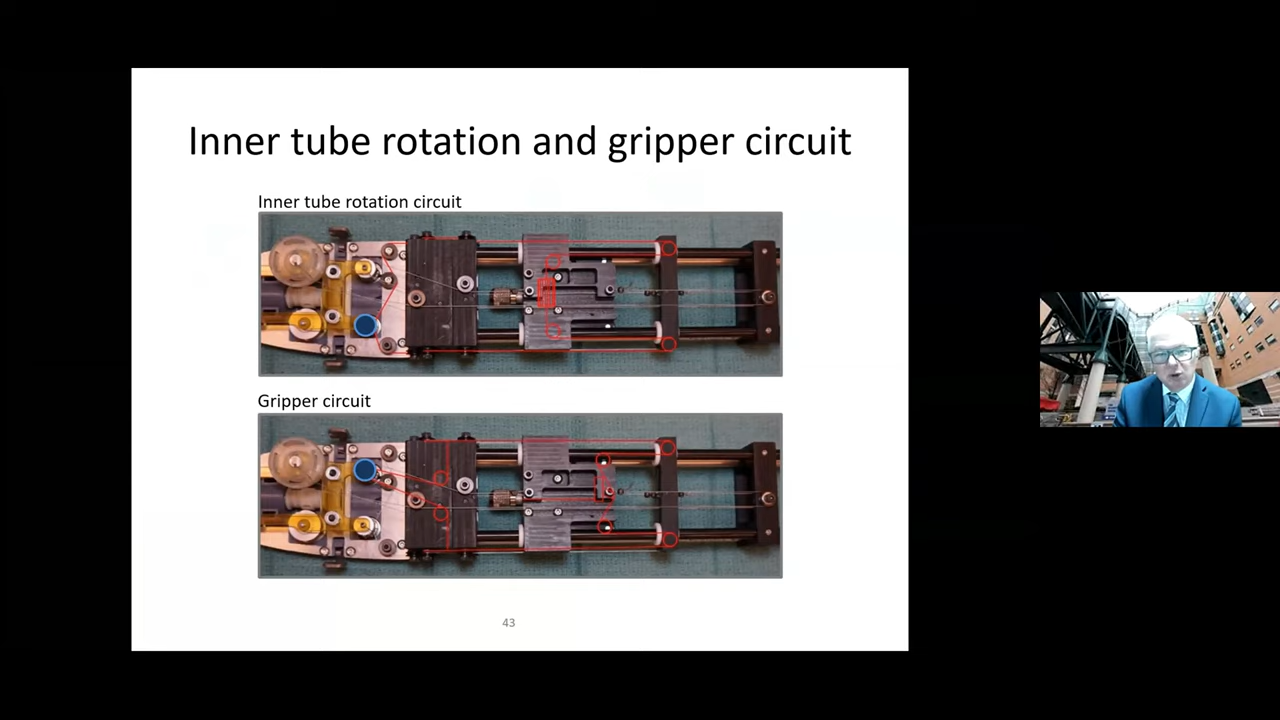 Inner tube rotation and gripper circuit
Inner tube rotation circuit
Gripper circuit
43